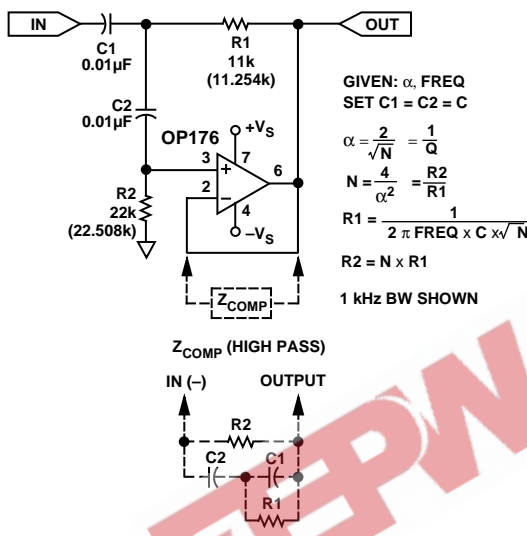 IN
C1
0.01µF
R1
11k
(11.254k)
OUT
C2
0.01µF
OP176
+VS
3
7
6
2
4
+
−
−VS
R2
22k
(22.508k)
ZCOMP
GIVEN: α, FREQ
SET C1 = C2 = C
α = 2/√N = 1/Q
N = 4/α² = R2/R1
R1 = 1/2 π FREQ x C x√N
R2 = N x R1
1 kHz BW SHOWN
ZCOMP (HIGH PASS)
IN (–) OUTPUT
R2
C2 C1
R1
EPW